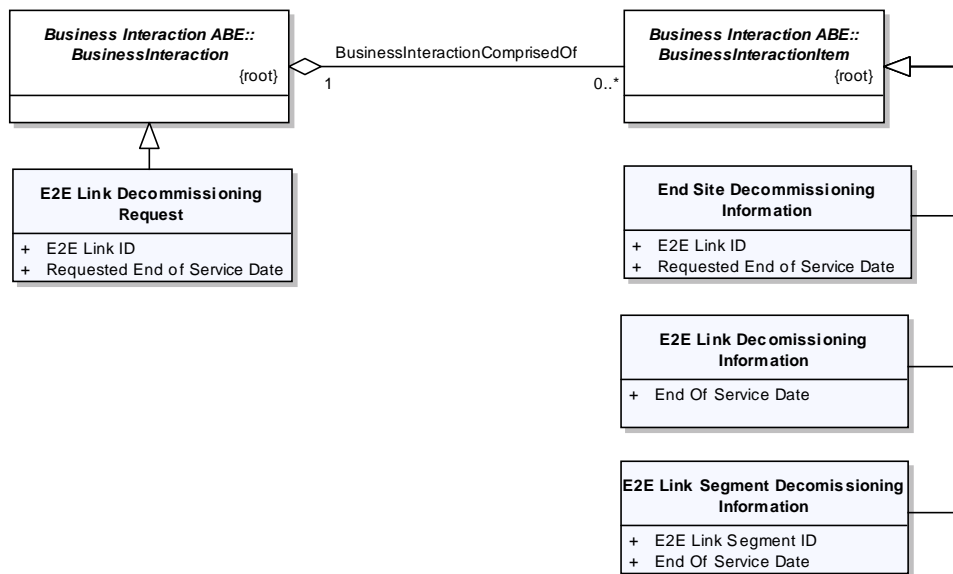 Business Interaction ABE::
BusinessInteraction
{root}
BusinessInteractionComprisedOf
1
0..*
Business Interaction ABE::
BusinessInteractionItem
{root}
E2E Link Decommissioning
Request
+ E2E Link ID
+ Requested End of Service Date
End Site Decommissioning
Information
+ E2E Link ID
+ Requested End of Service Date
E2E Link Decomissioning
Information
+ End Of Service Date
E2E Link Segment Decomissioning
Information
+ E2E Link Segment ID
+ End Of Service Date